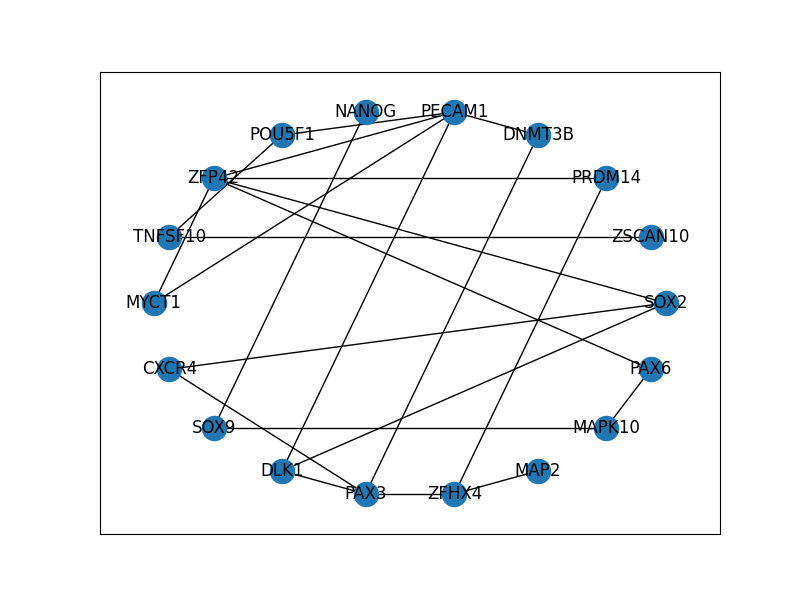 NANOG PECAM1
POU5F1 DNMT3B
ZFP42 PRDM14
TNFSF10 ZSCAN10
MYCT1 SOX2
CXCR4 PAX6
SOX9 MAPK10
DLK1 MAP2
PAX3 ZFHX4